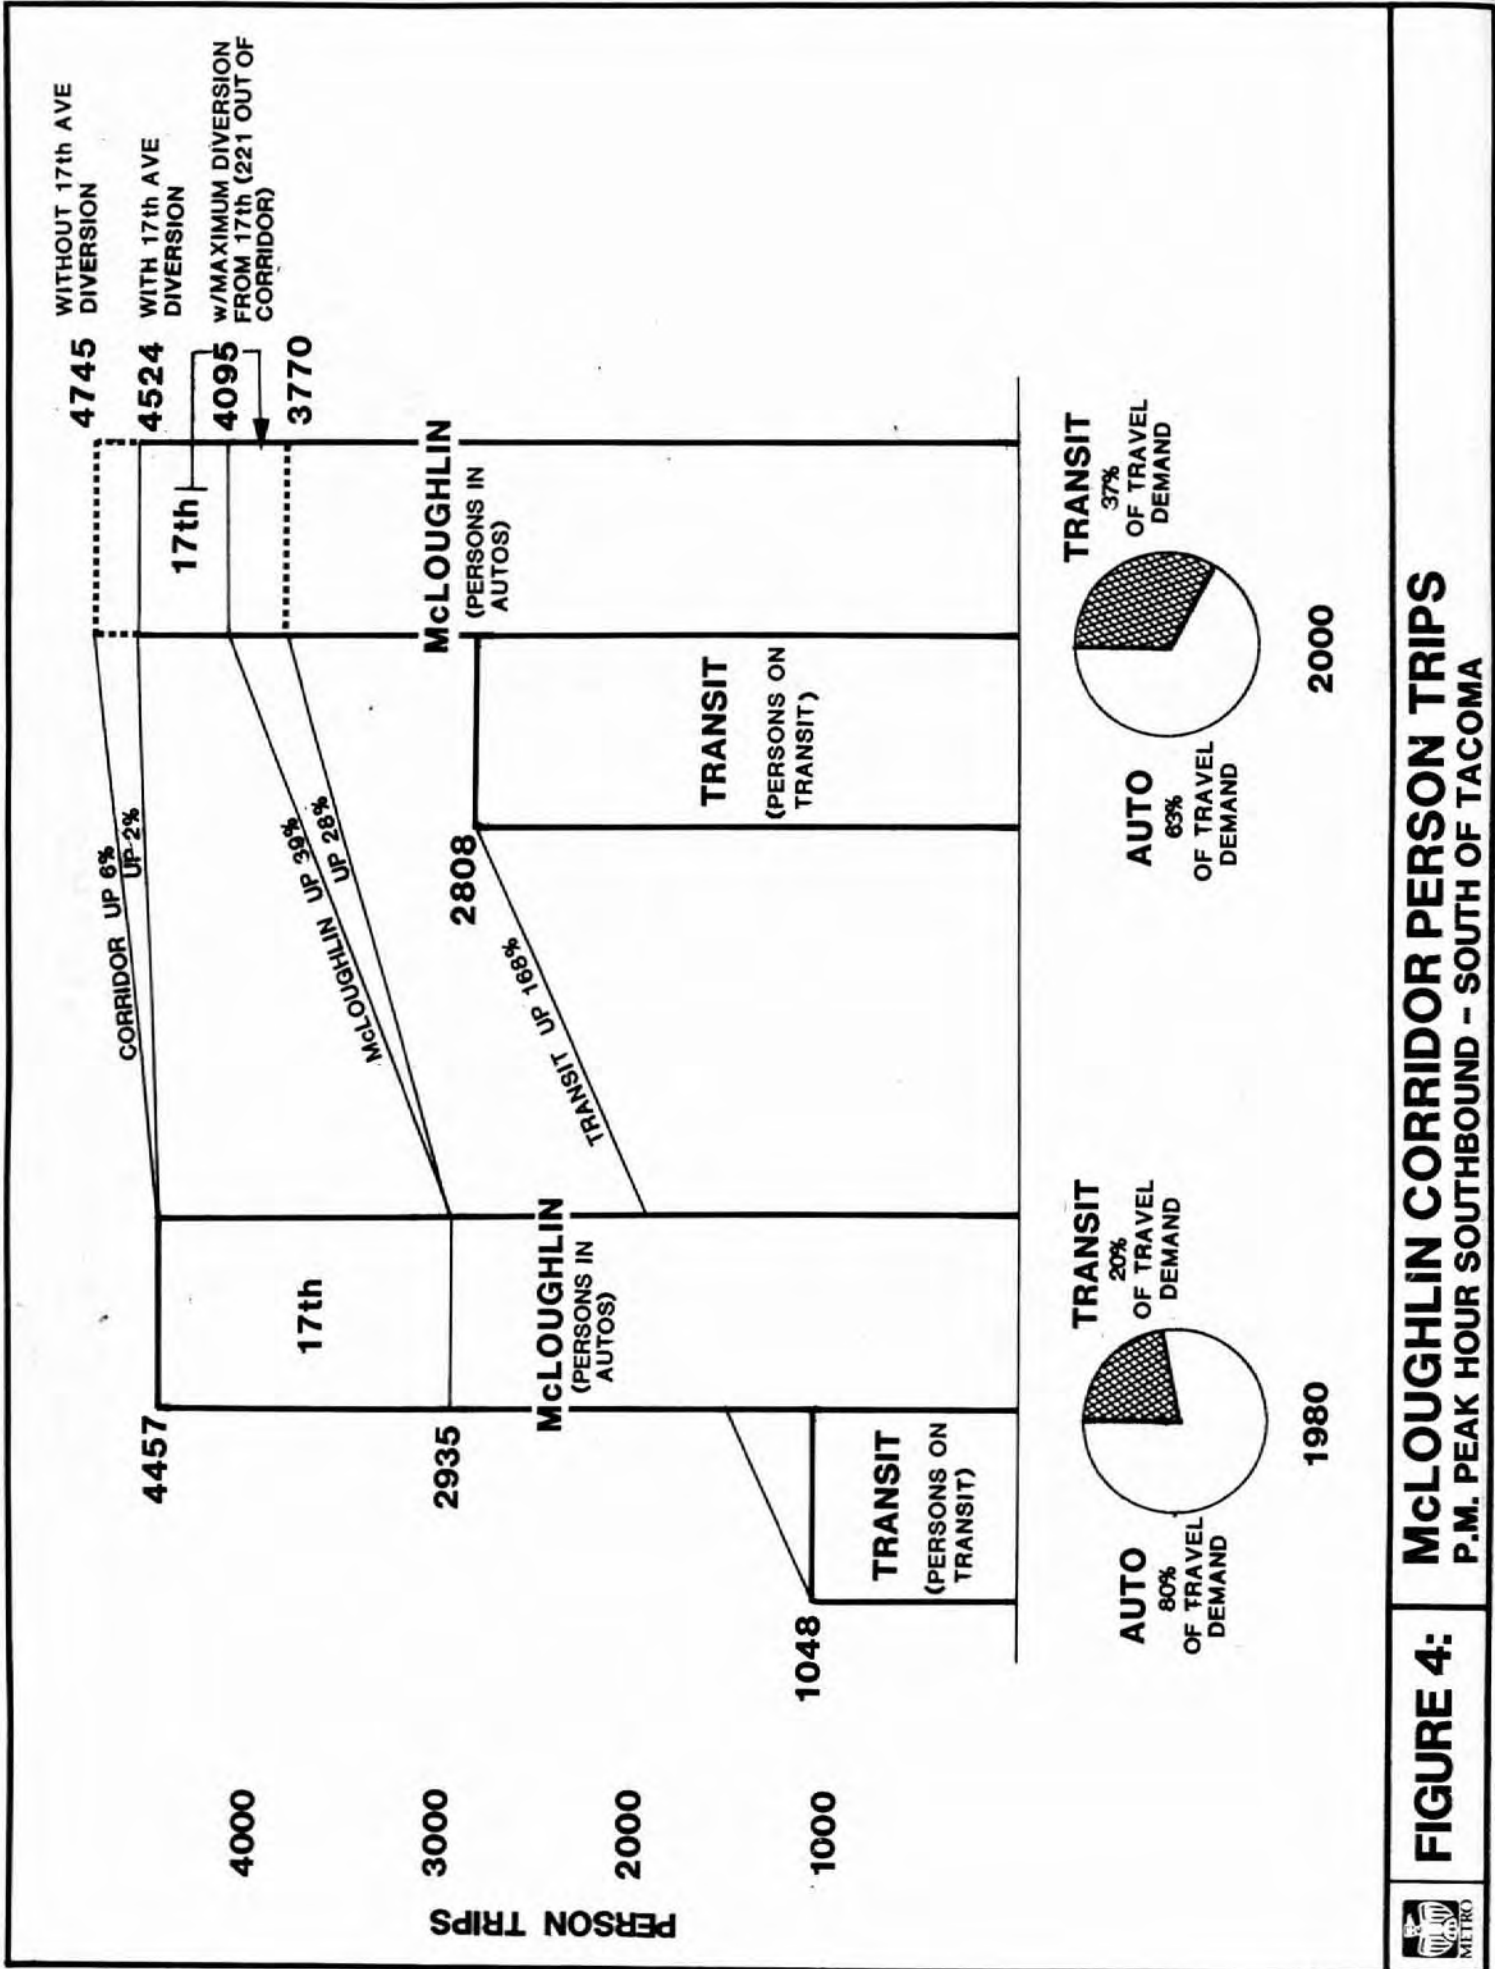 4745 WITHOUT 17th AVE
DIVERSION
4524 WITH 17th AVE
DIVERSION
4095 W/MAXIMUM DIVERSION
FROM 17th (221 OUT OF
CORRIDOR)
3770
CORRIDOR UP 6%
UP 2%
McLOUGHLIN UP 39%
UP 28%
TRANSIT UP 168%
4457
17th
2935
McLOUGHLIN
(PERSONS IN
AUTOS)
1048
TRANSIT
(PERSONS ON
TRANSIT)
17th
McLOUGHLIN
(PERSONS IN
AUTOS)
2808
TRANSIT
(PERSONS ON
TRANSIT)
PERSON TRIPS
4000
3000
2000
1000
AUTO
80%
OF TRAVEL
DEMAND
TRANSIT
20%
OF TRAVEL
DEMAND
1980
AUTO
63%
OF TRAVEL
DEMAND
TRANSIT
37%
OF TRAVEL
DEMAND
2000
METRO
FIGURE 4:
McLOUGHLIN CORRIDOR PERSON TRIPS
P.M. PEAK HOUR SOUTHBOUND – SOUTH OF TACOMA